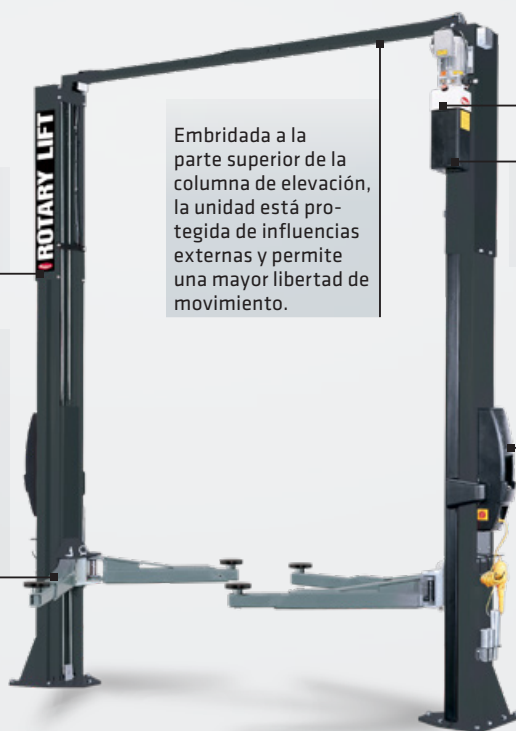 ROTARY LIFT
Embridada a la
parte superior de la
columna de elevación,
la unidad está pro-
tegida de influencias
externas y permite
una mayor libertad de
movimiento.